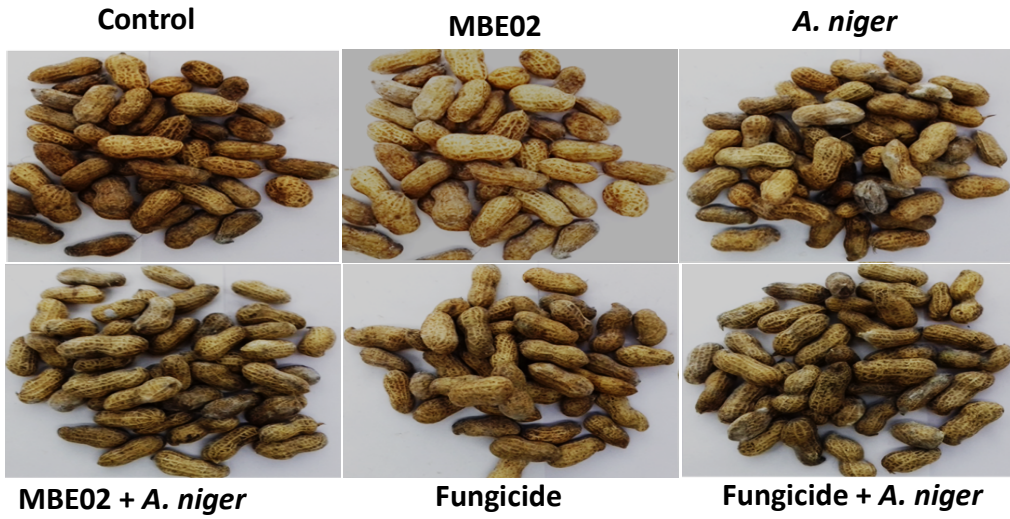 Control
MBE02
A. niger
MBE02 + A. niger
Fungicide
Fungicide + A. niger